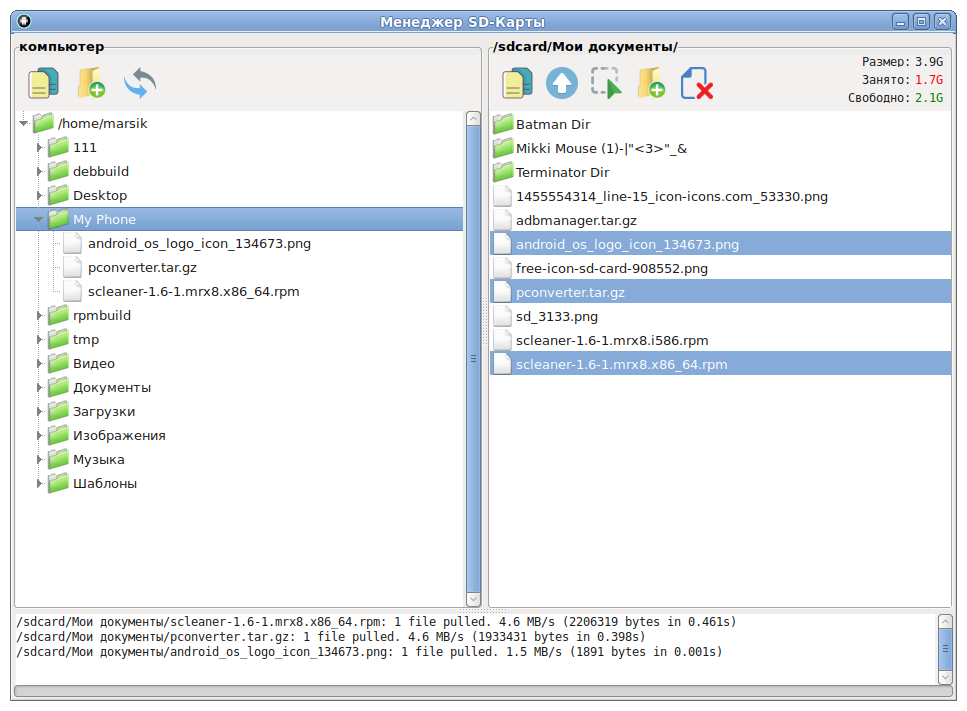 Менеджер SD-Карты
компьютер
/home/marsik
111
debbuild
Desktop
My Phone
android_os_logo_icon_134673.png
pconverter.tar.gz
scleaner-1.6-1.mrx8.x86_64.rpm
rpmbuild
tmp
Видео
Документы
Загрузки
Изображения
Музыка
Шаблоны
/sdcard/Мои документы/
Размер: 3.9G
Занято: 1.7G
Свободно: 2.1G
Batman Dir
Mikki Mouse (1)-|"<3>"_&
Terminator Dir
1455554314_line-15_icon-icons.com_53330.png
adbmanager.tar.gz
android_os_logo_icon_134673.png
free-icon-sd-card-908552.png
pconverter.tar.gz
sd_3133.png
scleaner-1.6-1.mrx8.i586.rpm
scleaner-1.6-1.mrx8.x86_64.rpm
/sdcard/Мои документы/scleaner-1.6-1.mrx8.x86_64.rpm: 1 file pulled. 4.6 MB/s (2206319 bytes in 0.461s)
/sdcard/Мои документы/pconverter.tar.gz: 1 file pulled. 4.6 MB/s (1933431 bytes in 0.398s)
/sdcard/Мои документы/android_os_logo_icon_134673.png: 1 file pulled. 1.5 MB/s (1891 bytes in 0.001s)